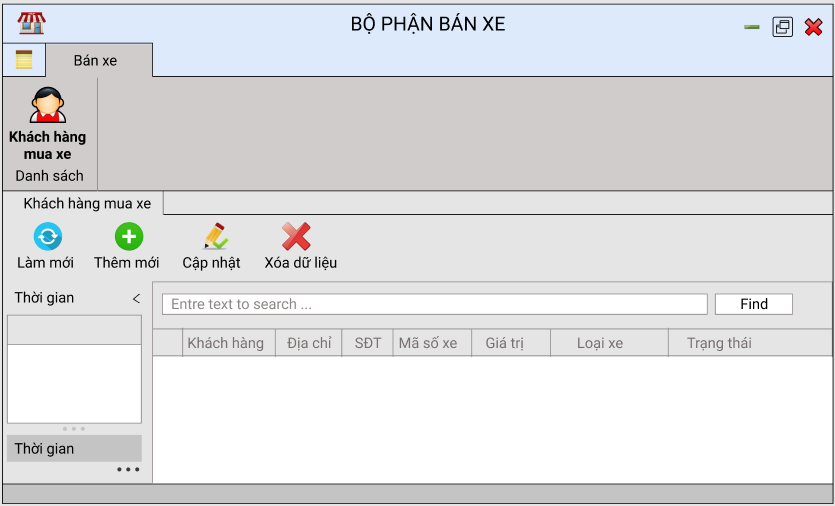 BỘ PHẬN BÁN XE
Bán xe
Khách hàng
mua xe
Danh sách
Khách hàng mua xe
Làm mới Thêm mới Cập nhật Xóa dữ liệu
Thời gian <
Entre text to search ... Find
Khách hàng Địa chỉ SĐT Mã số xe Giá trị Loại xe Trạng thái
Thời gian